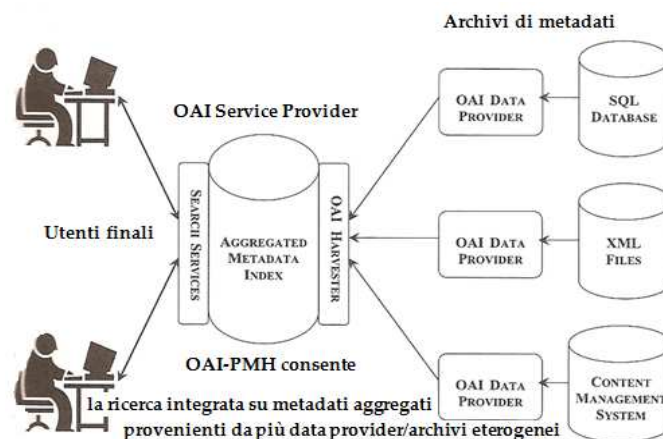 Archivi di metadati
OAI Service Provider
OAI DATA
PROVIDER
SQL
DATABASE
Utenti finali
SEARCH SERVICES
AGGREGATED
METADATA
INDEX
OAI HARVESTER
OAI DATA
PROVIDER
XML
FILES
OAI-PMH consente
la ricerca integrata su metadati aggregati
provenienti da più data provider/archivi eterogenei
OAI DATA
PROVIDER
CONTENT
MANAGEMENT
SYSTEM